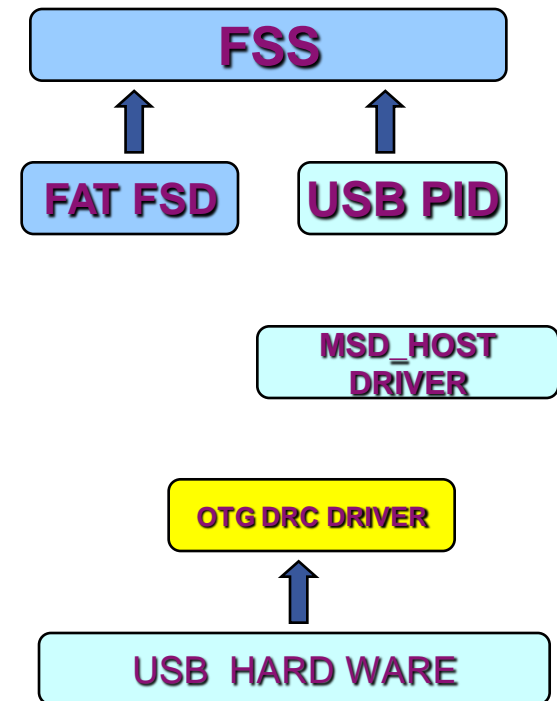 FSS
FAT FSD
USB PID
MSD_HOST
DRIVER
OTG DRC DRIVER
USB HARD WARE